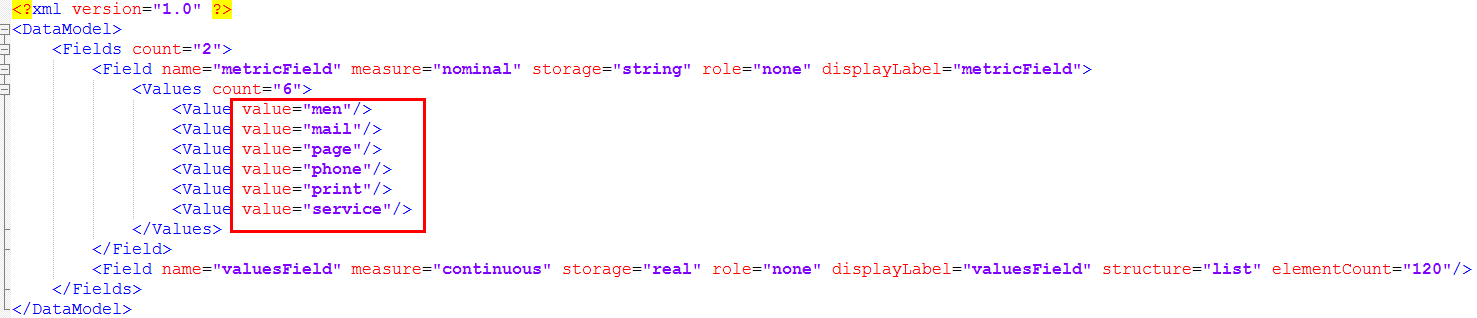 <?xml version="1.0" ?>
<DataModel>
<Fields count="2">
<Field name="metricField" measure="nominal" storage="string" role="none" displayLabel="metricField">
<Values count="6">
<Value value="men"/>
<Value value="mail"/>
<Value value="page"/>
<Value value="phone"/>
<Value value="print"/>
<Value value="service"/>
</Values>
</Field>
<Field name="valuesField" measure="continuous" storage="real" role="none" displayLabel="valuesField" structure="list" elementCount="120"/>
</Fields>
</DataModel>